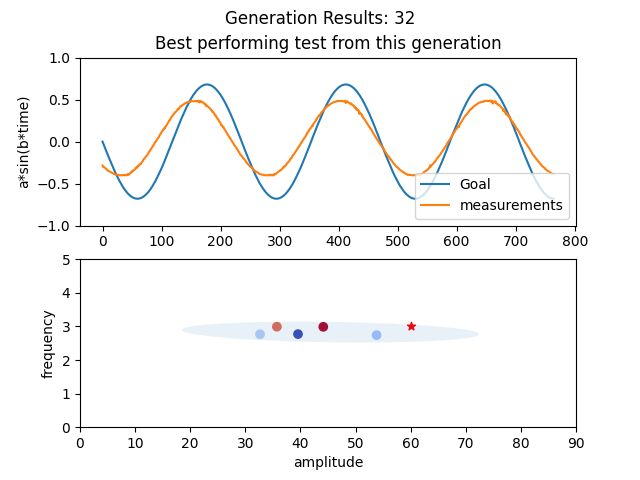 Generation Results: 32
Best performing test from this generation
a*sin(b*time)
1.0
0.5
0.0
−0.5
−1.0
Goal
measurements
0 100 200 300 400 500 600 700 800
frequency
5
4
3
2
1
0
0 10 20 30 40 50 60 70 80 90
amplitude